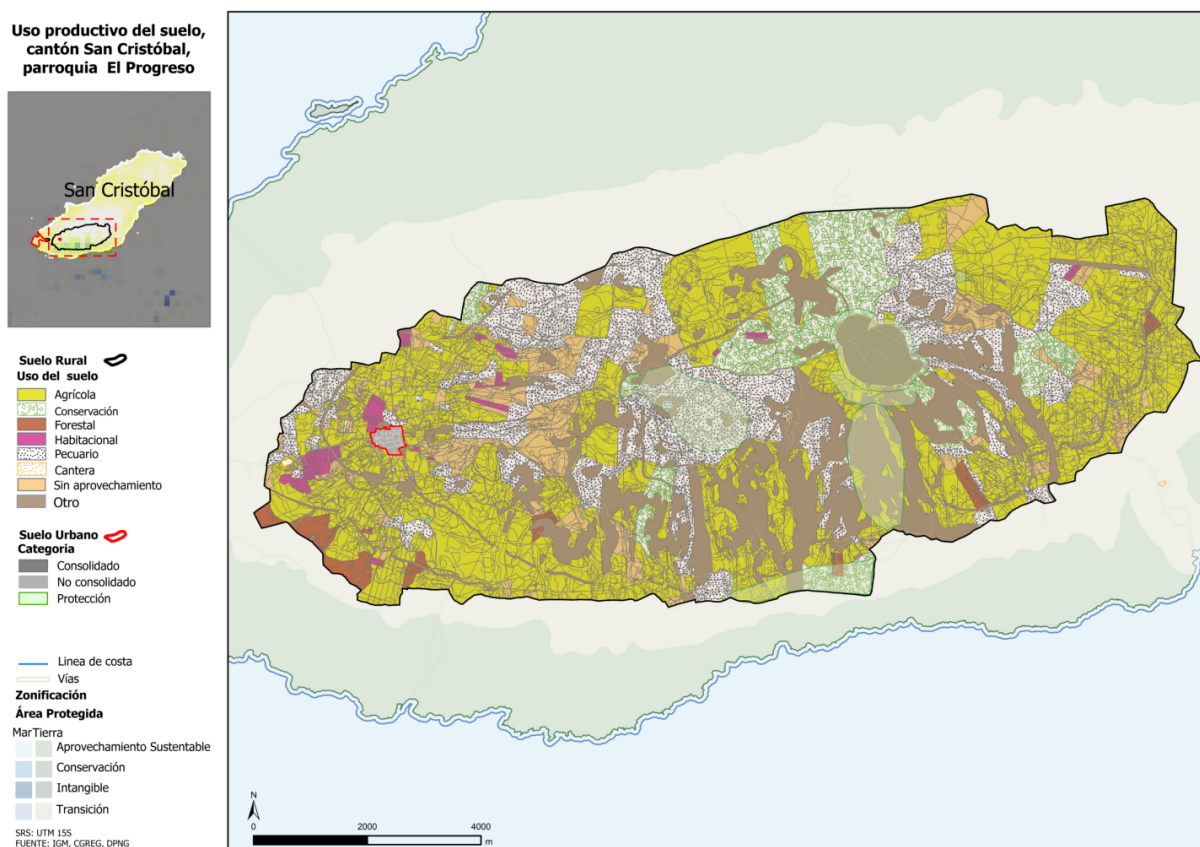 Uso productivo del suelo,
cantón San Cristóbal,
parroquia El Progreso
San Cristóbal
Suelo Rural
Uso del suelo
Agrícola
Conservación
Forestal
Habitacional
Pecuario
Cantera
Sin aprovechamiento
Otro
Suelo Urbano
Categoria
Consolidado
No consolidado
Protección
Linea de costa
Vías
Zonificación
Área Protegida
MarTierra
Aprovechamiento Sustentable
Conservación
Intangible
Transición
SRS: UTM 15S
FUENTE: IGM, CGREG, DPNG
N
0 2000 4000
m